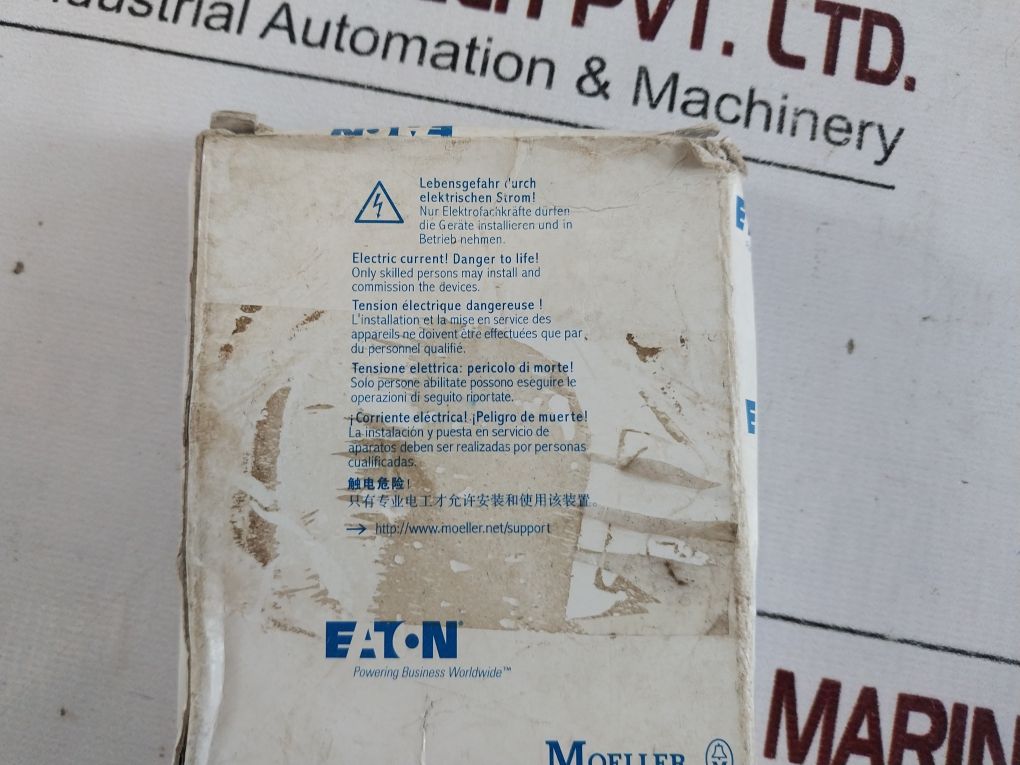 PVT. LTD.
Industrial Automation & Machinery
EATON
Lebensgefahr durch
elektrischen Strom!
Nur Elektrofachkräfte dürfen
die Geräte installieren und in
Betrieb nehmen.
Electric current! Danger to life!
Only skilled persons may install and
commission the devices.
Tension électrique dangereuse !
L'installation et la mise en service des
appareils ne doivent être effectuées que par
du personnel qualifié.
Tensione elettrica: pericolo di morte!
Solo persone abilitate possono eseguire le
operazioni di seguito riportate.
¡Corriente eléctrica! ¡Peligro de muerte!
La instalación y puesta en servicio de
aparatos deben ser realizadas por personas
cualificadas.
触电危险!
只有专业电工才允许安装和使用该装置。
→ http://www.moeller.net/support
EATON®
Powering Business Worldwide™
MOELLER
MARIN